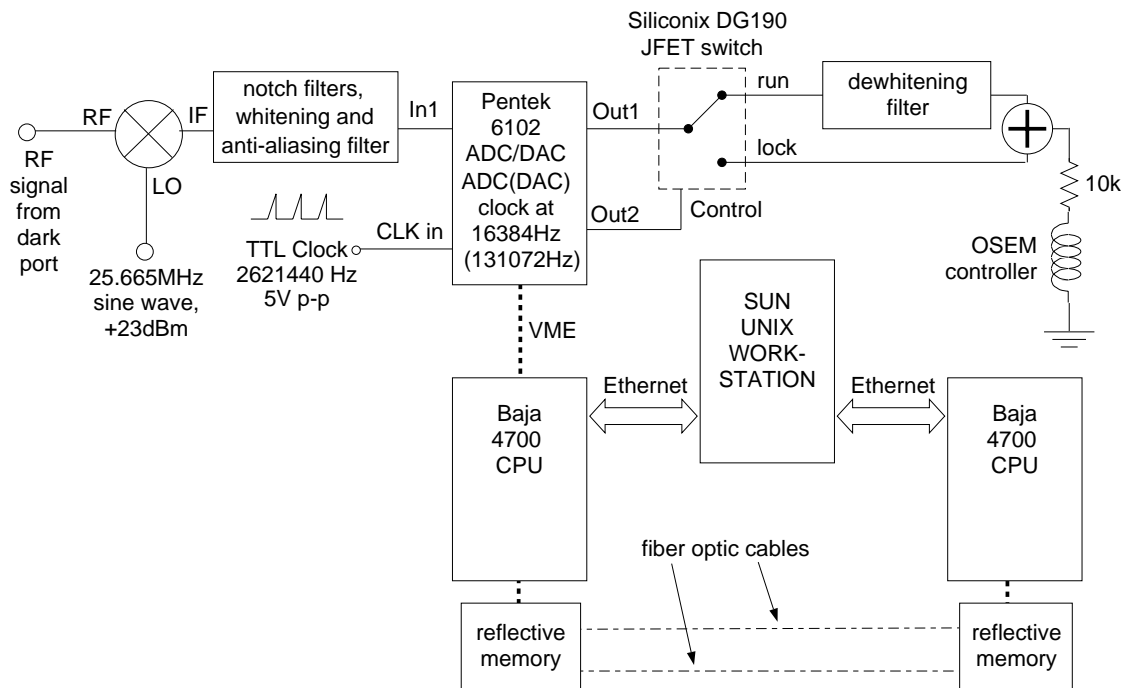 Siliconix DG190
JFET switch
RF
IF
notch filters,
whitening and
anti-aliasing filter
In1
Pentek
6102
ADC/DAC
ADC(DAC)
clock at
16384Hz
(131072Hz)
Out1
run
dewhitening
filter
lock
Out2
Control
10k
OSEM
controller
RF
signal
from
dark
port
LO
25.665MHz
sine wave,
+23dBm
CLK in
TTL Clock
2621440 Hz
5V p-p
VME
SUN
UNIX
WORK-
STATION
Ethernet
Ethernet
Baja
4700
CPU
Baja
4700
CPU
fiber optic cables
reflective
memory
reflective
memory